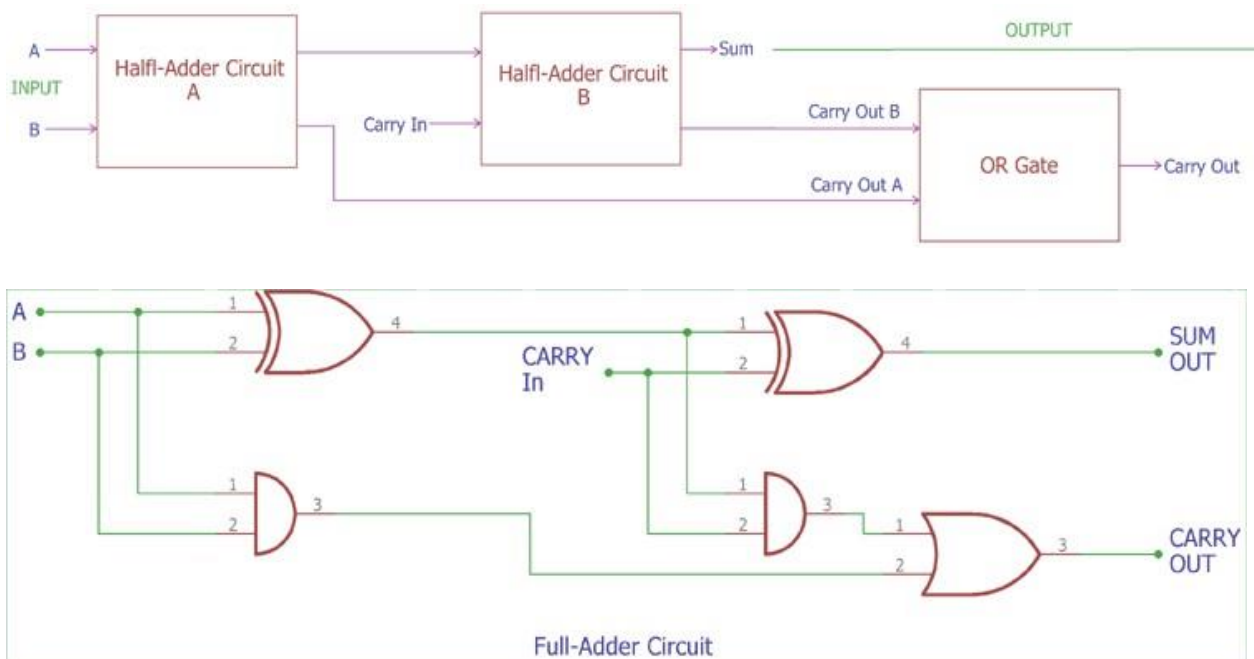 A
INPUT
B
Halfl-Adder Circuit
A
Carry In
Halfl-Adder Circuit
B
Sum
OUTPUT
Carry Out B
Carry Out A
OR Gate
Carry Out
A
B
1
2
4
CARRY
In
1
2
4
SUM
OUT
1
2
3
1
2
3
1
2
3
CARRY
OUT
Full-Adder Circuit